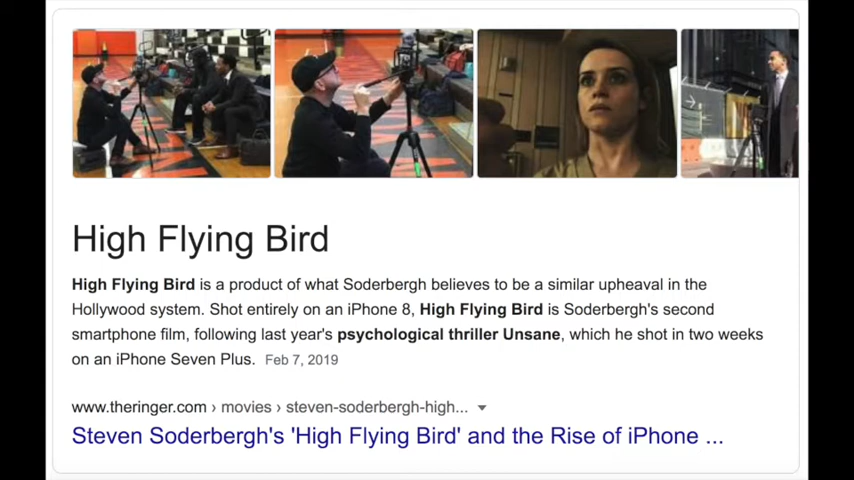 High Flying Bird
High Flying Bird is a product of what Soderbergh believes to be a similar upheaval in the
Hollywood system. Shot entirely on an iPhone 8, High Flying Bird is Soderbergh's second
smartphone film, following last year's psychological thriller Unsane, which he shot in two weeks
on an iPhone Seven Plus. Feb 7, 2019
www.theringer.com › movies › steven-soderbergh-high...
Steven Soderbergh's 'High Flying Bird' and the Rise of iPhone ...